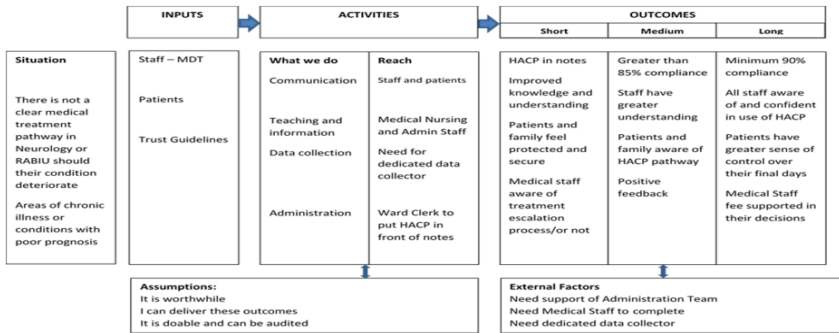 INPUTS
ACTIVITIES
OUTCOMES
Short
Medium
Long
Situation
There is not a
clear medical
treatment
pathway in
Neurology or
RABIU should
their condition
deteriorate
Areas of chronic
illness or
conditions with
poor prognosis
Staff – MDT
Patients
Trust Guidelines
What we do
Communication
Teaching and
information
Data collection
Administration
Reach
Staff and patients
Medical Nursing
and Admin Staff
Need for
dedicated data
collector
Ward Clerk to
put HACP in
front of notes
HACP in notes
Improved
knowledge and
understanding
Patients and
family feel
protected and
secure
Medical staff
aware of
treatment
escalation
process/or not
Greater than
85% compliance
Staff have
greater
understanding
Patients and
family aware of
HACP pathway
Positive
feedback
Minimum 90%
compliance
All staff aware
of and confident
in use of HACP
Patients have
greater sense of
control over
their final days
Medical Staff
fee supported in
their decisions
Assumptions:
It is worthwhile
I can deliver these outcomes
It is doable and can be audited
External Factors
Need support of Administration Team
Need Medical Staff to complete
Need dedicated data collector